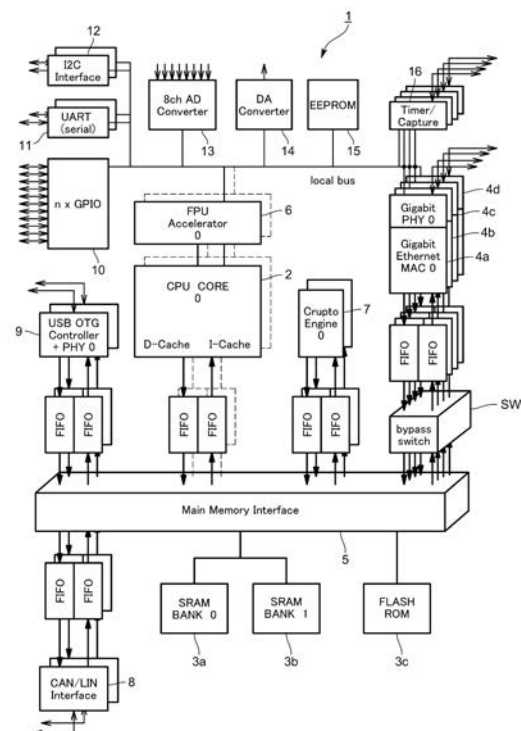 1
12
I2C
Interface
UART
(serial)
11
8ch AD
Converter
13
DA
Converter
14
EEPROM
15
16
Timer/
Capture
local bus
n x GPIO
10
FPU
Accelerator
0
6
CPU CORE
0
2
D-Cache I-Cache
Gigabit
PHY 0
Gigabit
Ethernet
MAC 0
4d
4c
4b
4a
9
USB OTG
Controller
+ PHY 0
Crypto
Engine
0
7
FIFO
FIFO
FIFO
FIFO
FIFO
FIFO
FIFO
FIFO
bypass
switch
SW
Main Memory Interface
5
FIFO
FIFO
SRAM
BANK 0
3a
SRAM
BANK 1
3b
FLASH
ROM
3c
CAN/LIN
Interface
8